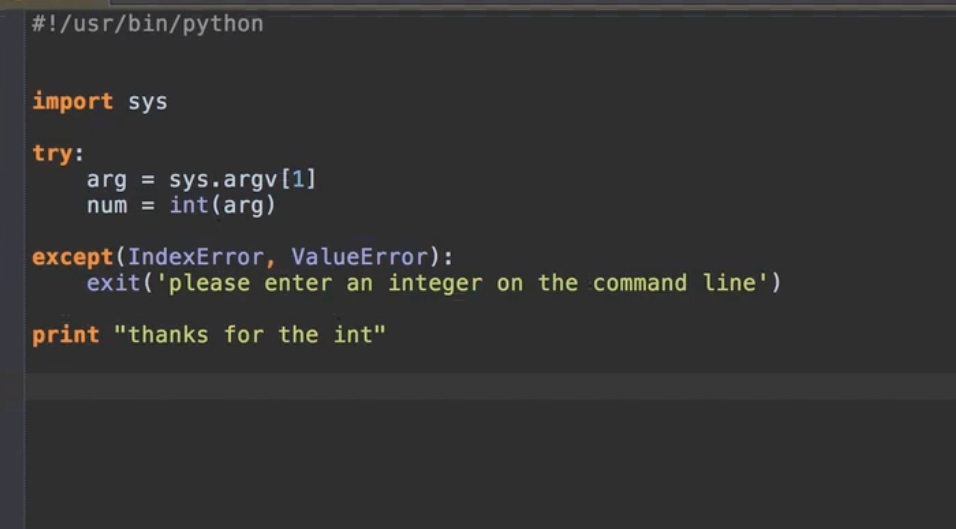 #!/usr/bin/python
import sys
try:
    arg = sys.argv[1]
    num = int(arg)
except(IndexError, ValueError):
    exit('please enter an integer on the command line')
print "thanks for the int"